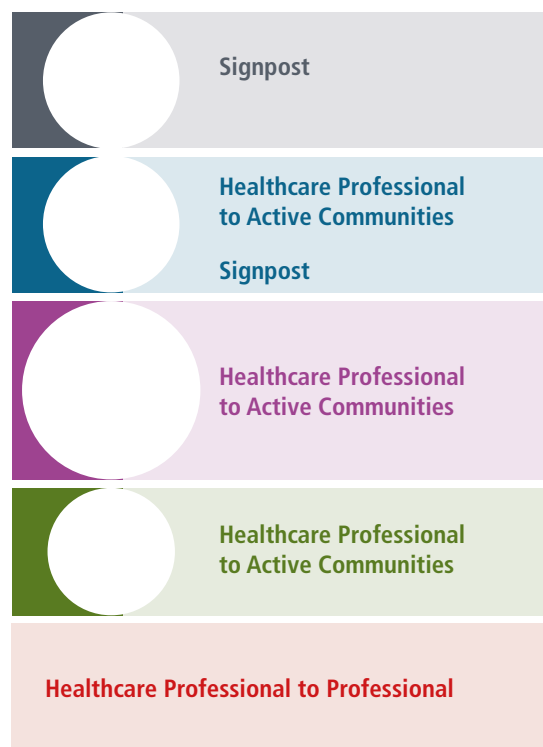 Signpost
Healthcare Professional
to Active Communities
Signpost
Healthcare Professional
to Active Communities
Healthcare Professional
to Active Communities
Healthcare Professional to Professional